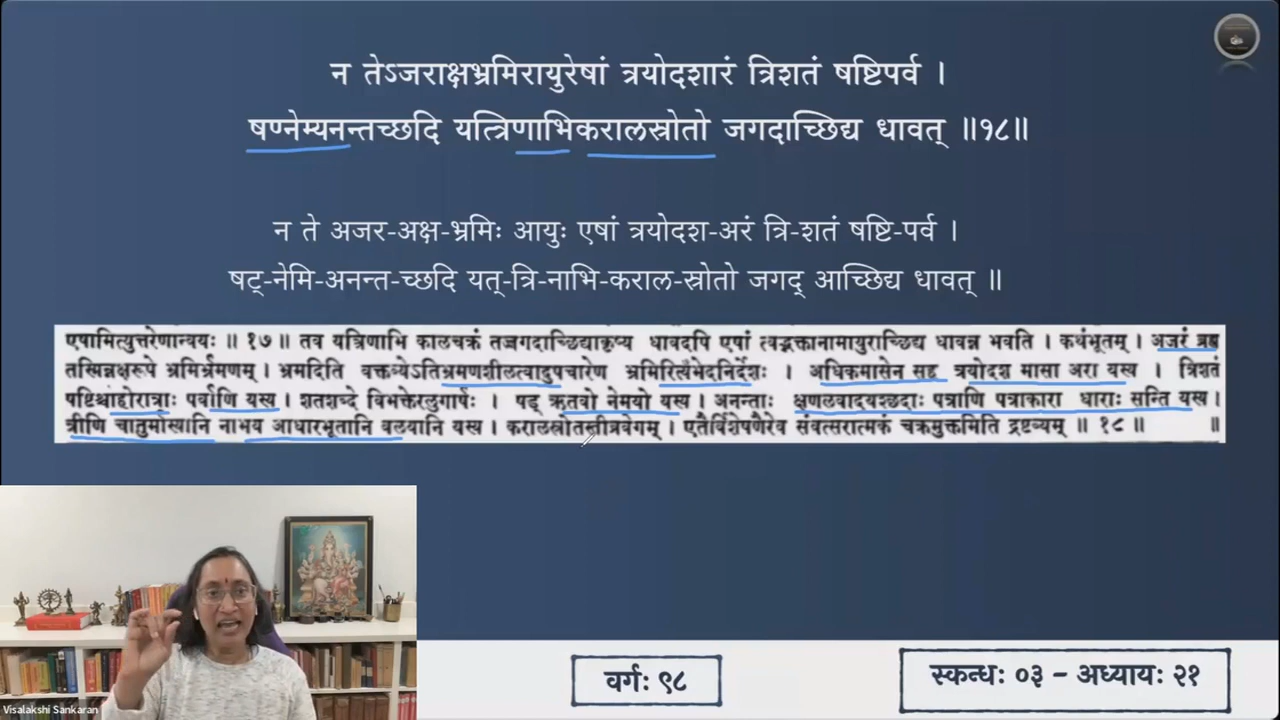 न तेऽजराक्षभ्रमिरायुरेषां त्रयोदशारं त्रिशतं षष्टिपर्व ।
षण्नेम्यनन्तच्छदि यत्त्रिणाभिकरालस्रोतो जगदाच्छिद्य धावत् ॥१८॥
न ते अजर-अक्ष-भ्रमिः आयुः एषां त्रयोदश-अरं त्रि-शतं षष्टि-पर्व ।
षट्-नेमि-अनन्त-च्छदि यत्-त्रि-नाभि-कराल-स्रोतो जगद् आच्छिद्य धावत् ॥
एषामित्युत्तरेणान्वयः ॥ १७ ॥ तव यत्त्रिणाभि कालचक्रं तज्जगदाच्छिद्याकृष्य धावदपि एषां त्वद्भक्तानामायुराच्छिद्य धावन्न भवति । कथंभूतम् । अजरं ब्रह्म
तस्मिन्नक्षरूपे भ्रमिर्भ्रमणम् । भ्रमदिति वक्तव्येऽतिभ्रमणशीलत्वादुपचारेण भ्रमिरित्यभेदनिर्देशः । अधिकमासेन सह त्रयोदश मासा अरा यस्य । त्रिशतं
षष्टिश्चाहोरात्राः पर्वाणि यस्य । शतशब्दे विभक्तेरलुगार्षः । षड् ऋतवो नेमयो यस्य । अनन्ताः क्षणलवादयश्छदाः पत्राणि पत्राकारा धाराः सन्ति यस्य ।
त्रीणि चातुर्मास्यानि नाभय आधारभूतानि वलयानि यस्य । करालस्रोतस्तीव्रवेगम् । एतैर्विशेषणैरेव संवत्सरात्मकं चक्रमुक्तमिति द्रष्टव्यम् ॥ १८ ॥ ॥
वर्गः ९८
स्कन्धः ०३ – अध्यायः २१
Visalakshi Sankaran